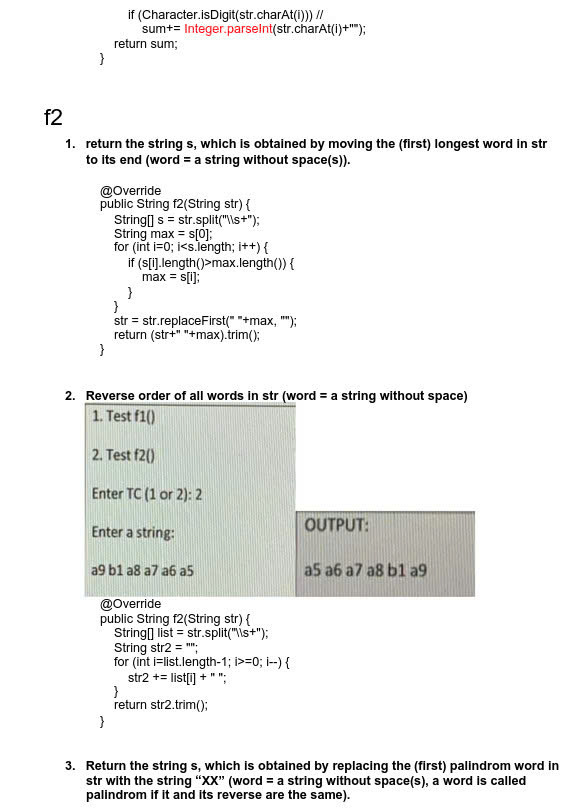 if (Character.isDigit(str.charAt(i))) //
sum+= Integer.parseInt(str.charAt(i)+"");
return sum;
}
f2
1. return the string s, which is obtained by moving the (first) longest word in str
to its end (word = a string without space(s)).
@Override
public String f2(String str) {
String[] s = str.split("\\s+");
String max = s[0];
for (int i=0; i<s.length; i++) {
if (s[i].length()>max.length()) {
max = s[i];
}
}
str = str.replaceFirst(" "+max, "");
return (str+" "+max).trim();
}
2. Reverse order of all words in str (word = a string without space)
1. Test f1()
2. Test f2()
Enter TC (1 or 2): 2
Enter a string:
a9 b1 a8 a7 a6 a5
OUTPUT:
a5 a6 a7 a8 b1 a9
@Override
public String f2(String str) {
String[] list = str.split("\\s+");
String str2 = "";
for (int i=list.length-1; i>=0; i--) {
str2 += list[i] + " ";
}
return str2.trim();
}
3. Return the string s, which is obtained by replacing the (first) palindrom word in
str with the string “XX” (word = a string without space(s), a word is called
palindrom if it and its reverse are the same).